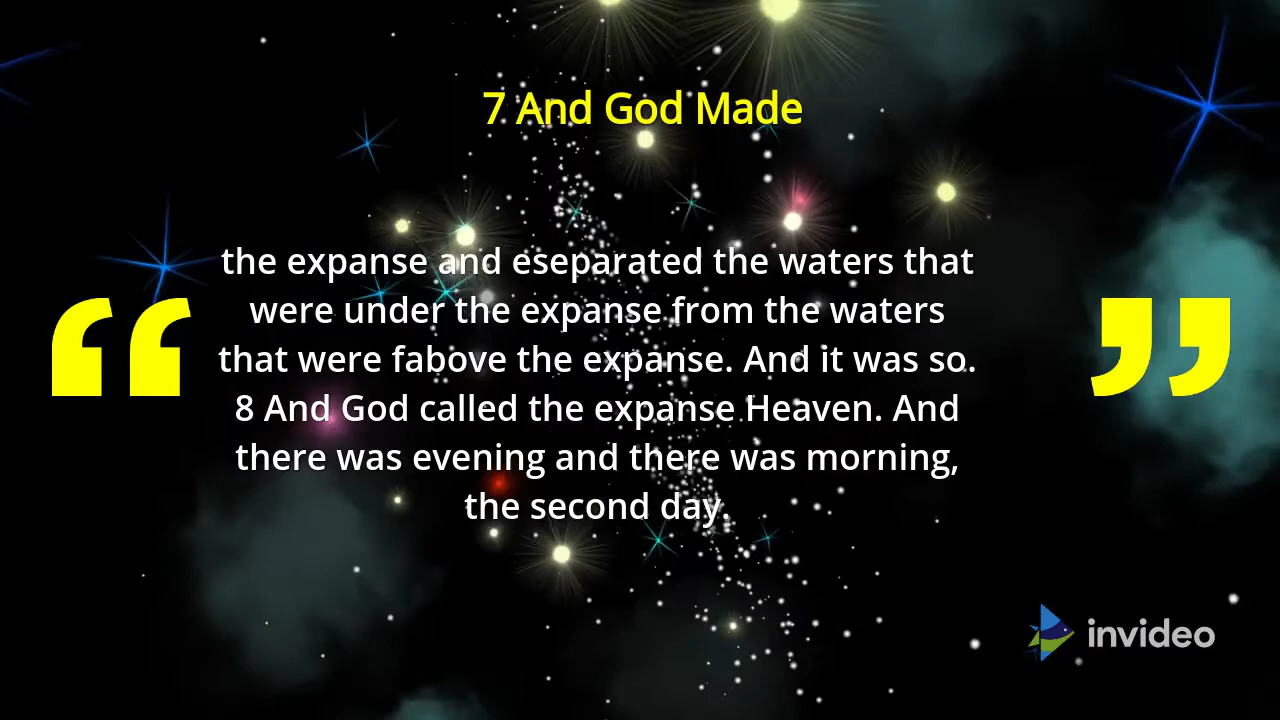 7 And God Made
the expanse and eseparated the waters that
were under the expanse from the waters
that were fabove the expanse. And it was so.
8 And God called the expanse Heaven. And
there was evening and there was morning,
the second day.
invideo